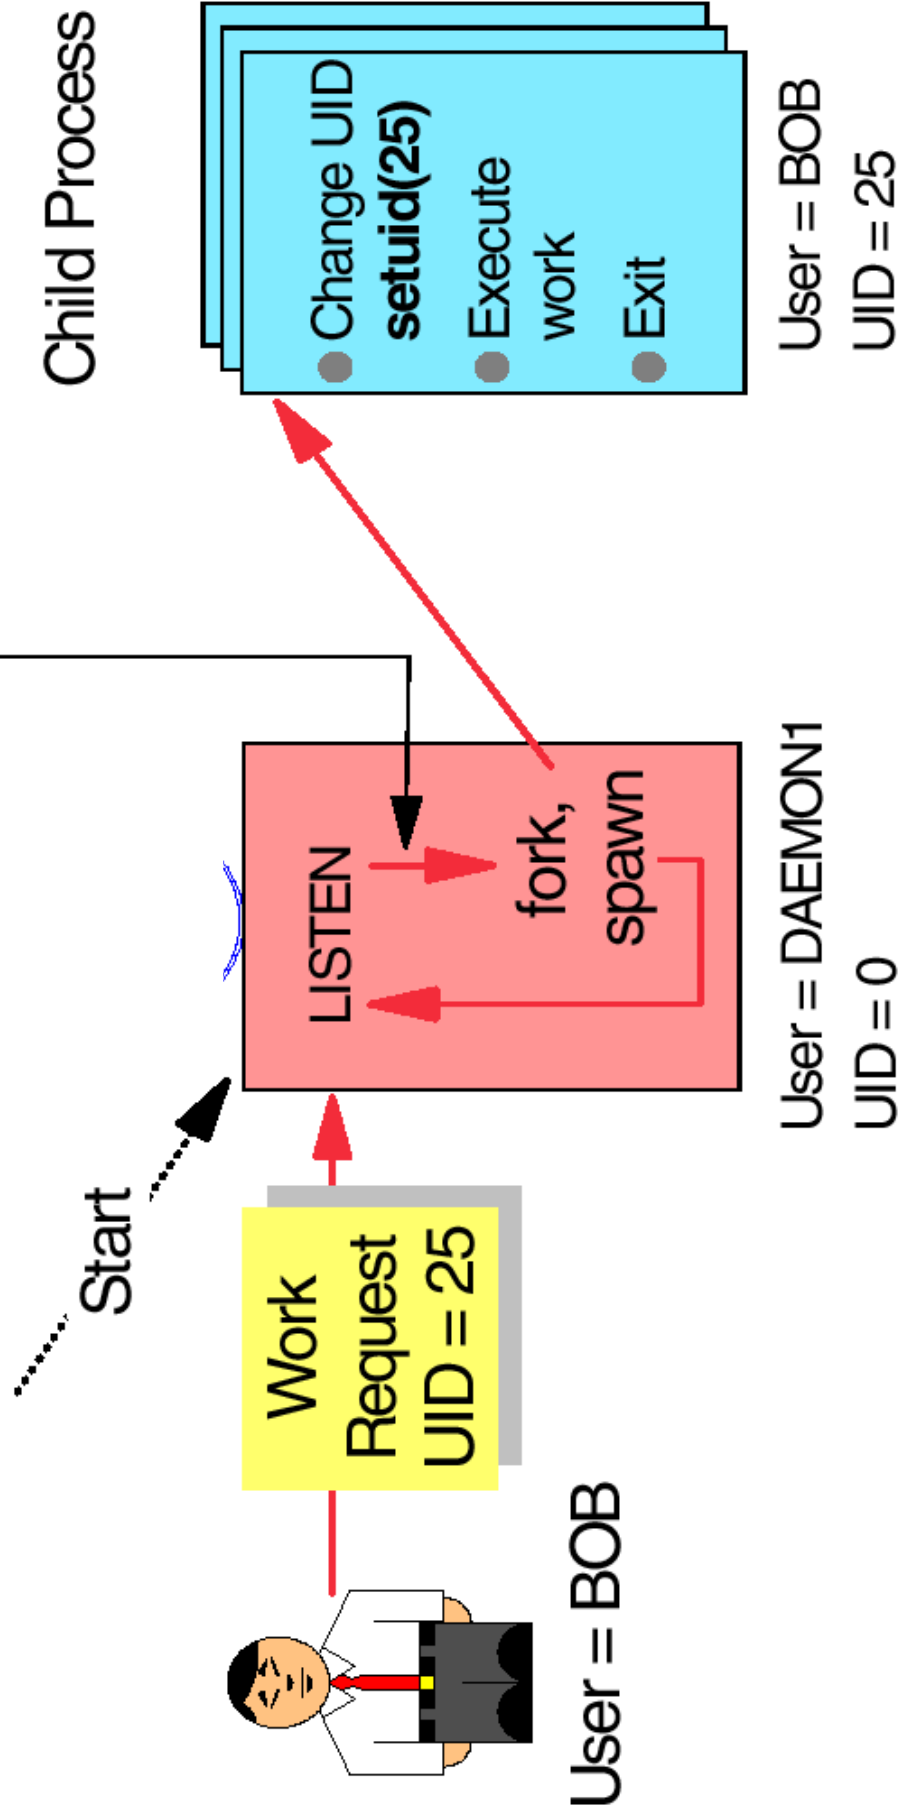 Child Process
Start
Work
Request
UID = 25
User = BOB
LISTEN
fork,
spawn
User = DAEMON1
UID = 0
Change UID
setuid(25)
Execute
work
Exit
User = BOB
UID = 25